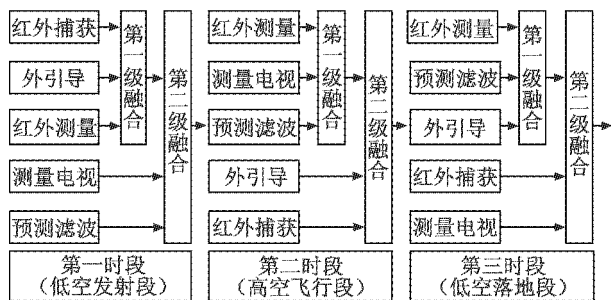 红外捕获
外引导
红外测量
测量电视
预测滤波
第一级融合
第二级融合
第一时段
(低空发射段)
红外测量
测量电视
预测滤波
外引导
红外捕获
第一级融合
第二级融合
第二时段
(高空飞行段)
红外测量
预测滤波
外引导
红外捕获
测量电视
第一级融合
第二级融合
第三时段
(低空落地段)